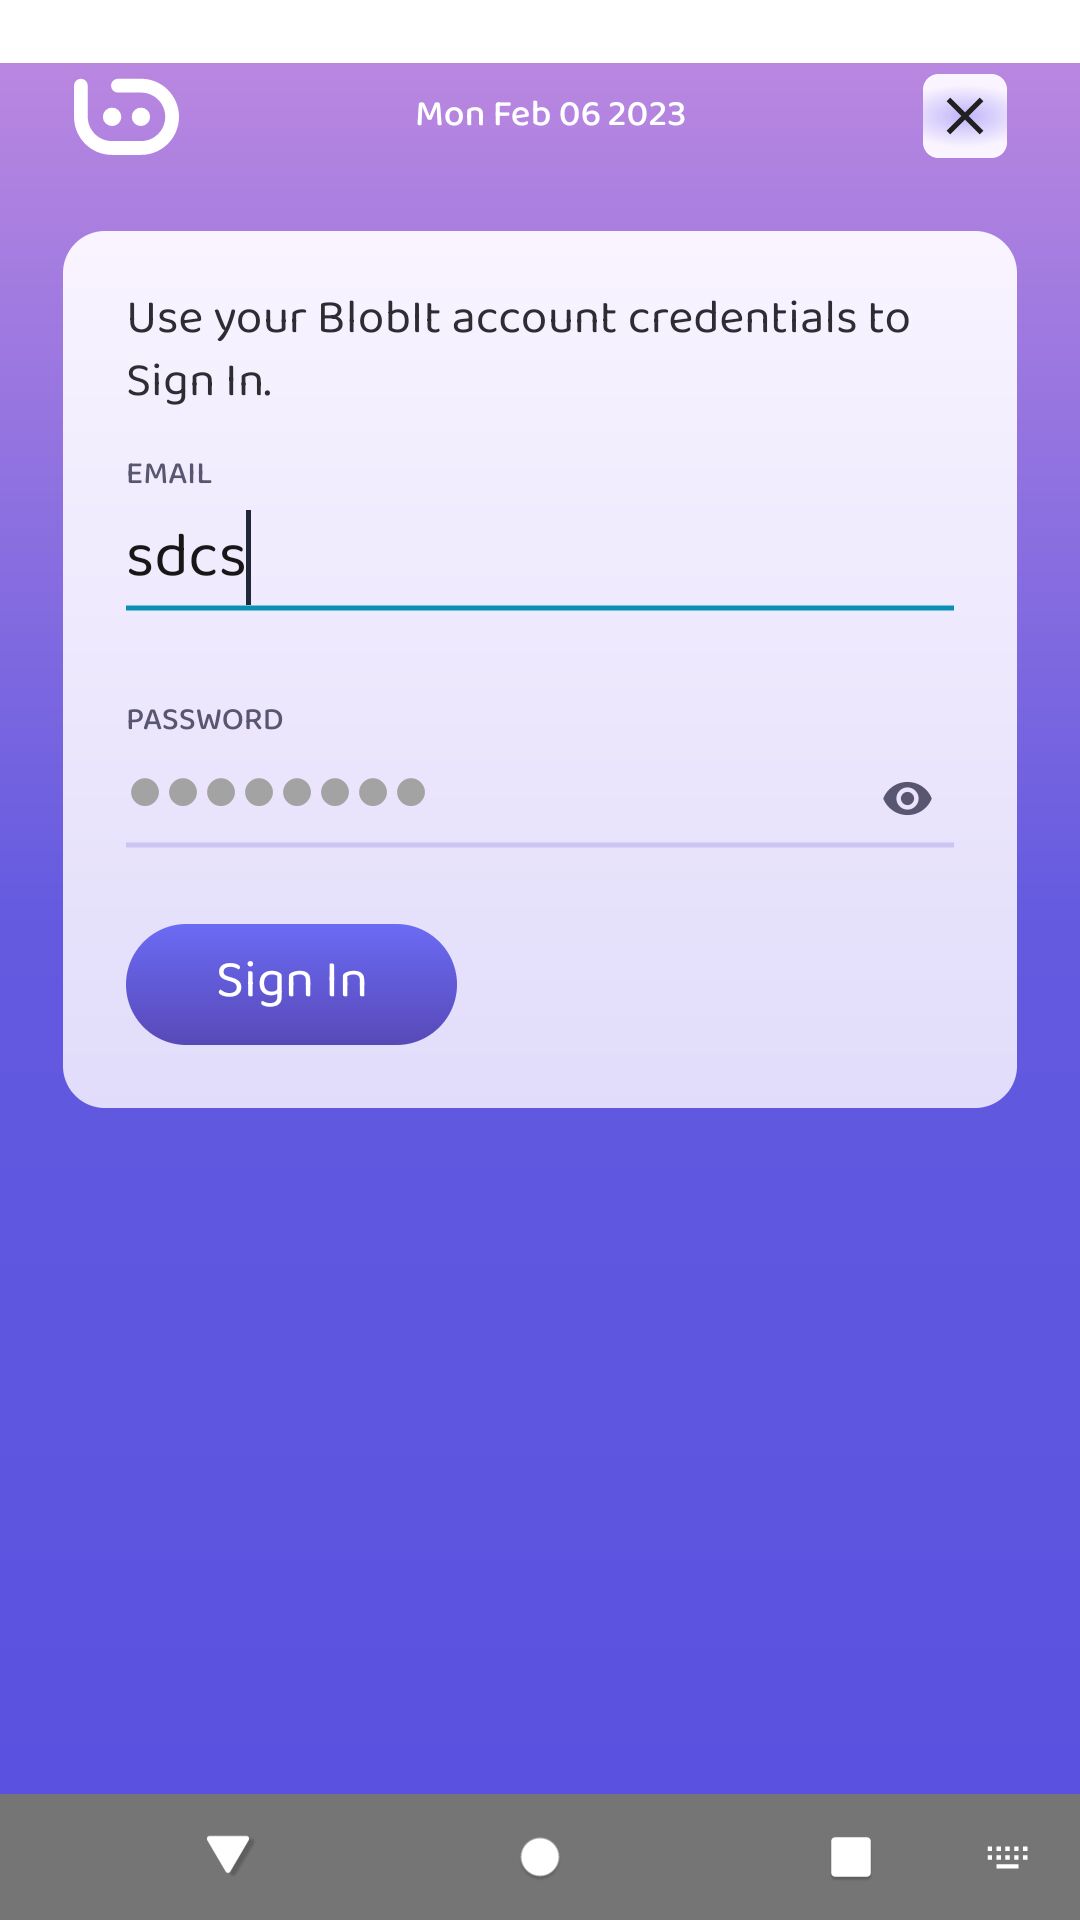 Mon Feb 06 2023
Use your BlobIt account credentials to
Sign In.
EMAIL
sdcs
PASSWORD
Sign In